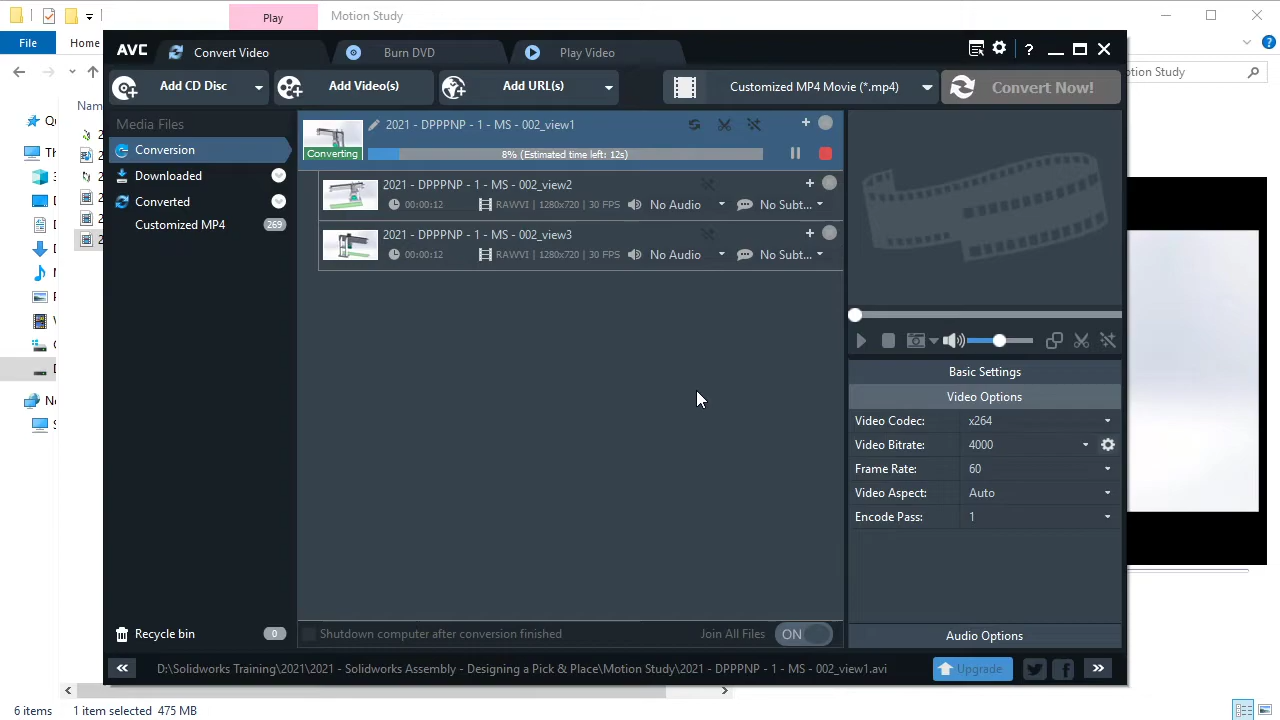 Play
Motion Study
File
Home
AVC
Convert Video
Burn DVD
Play Video
Add CD Disc
Add Video(s)
Add URL(s)
Customized MP4 Movie (*.mp4)
Convert Now!
otion Study
Media Files
Conversion
Downloaded
Converted
Customized MP4
269
2021 - DPPPNP - 1 - MS - 002_view1
Converting
8% (Estimated time left: 12s)
2021 - DPPPNP - 1 - MS - 002_view2
00:00:12
RAWVI | 1280x720 | 30 FPS
No Audio
No Subt...
2021 - DPPPNP - 1 - MS - 002_view3
00:00:12
RAWVI | 1280x720 | 30 FPS
No Audio
No Subt...
Basic Settings
Video Options
Video Codec: x264
Video Bitrate: 4000
Frame Rate: 60
Video Aspect: Auto
Encode Pass: 1
Recycle bin
0
Shutdown computer after conversion finished
Join All Files
ON
Audio Options
D:\Solidworks Training\2021\2021 - Solidworks Assembly - Designing a Pick & Place\Motion Study\2021 - DPPPNP - 1 - MS - 002_view1.avi
Upgrade
6 items
1 item selected 475 MB